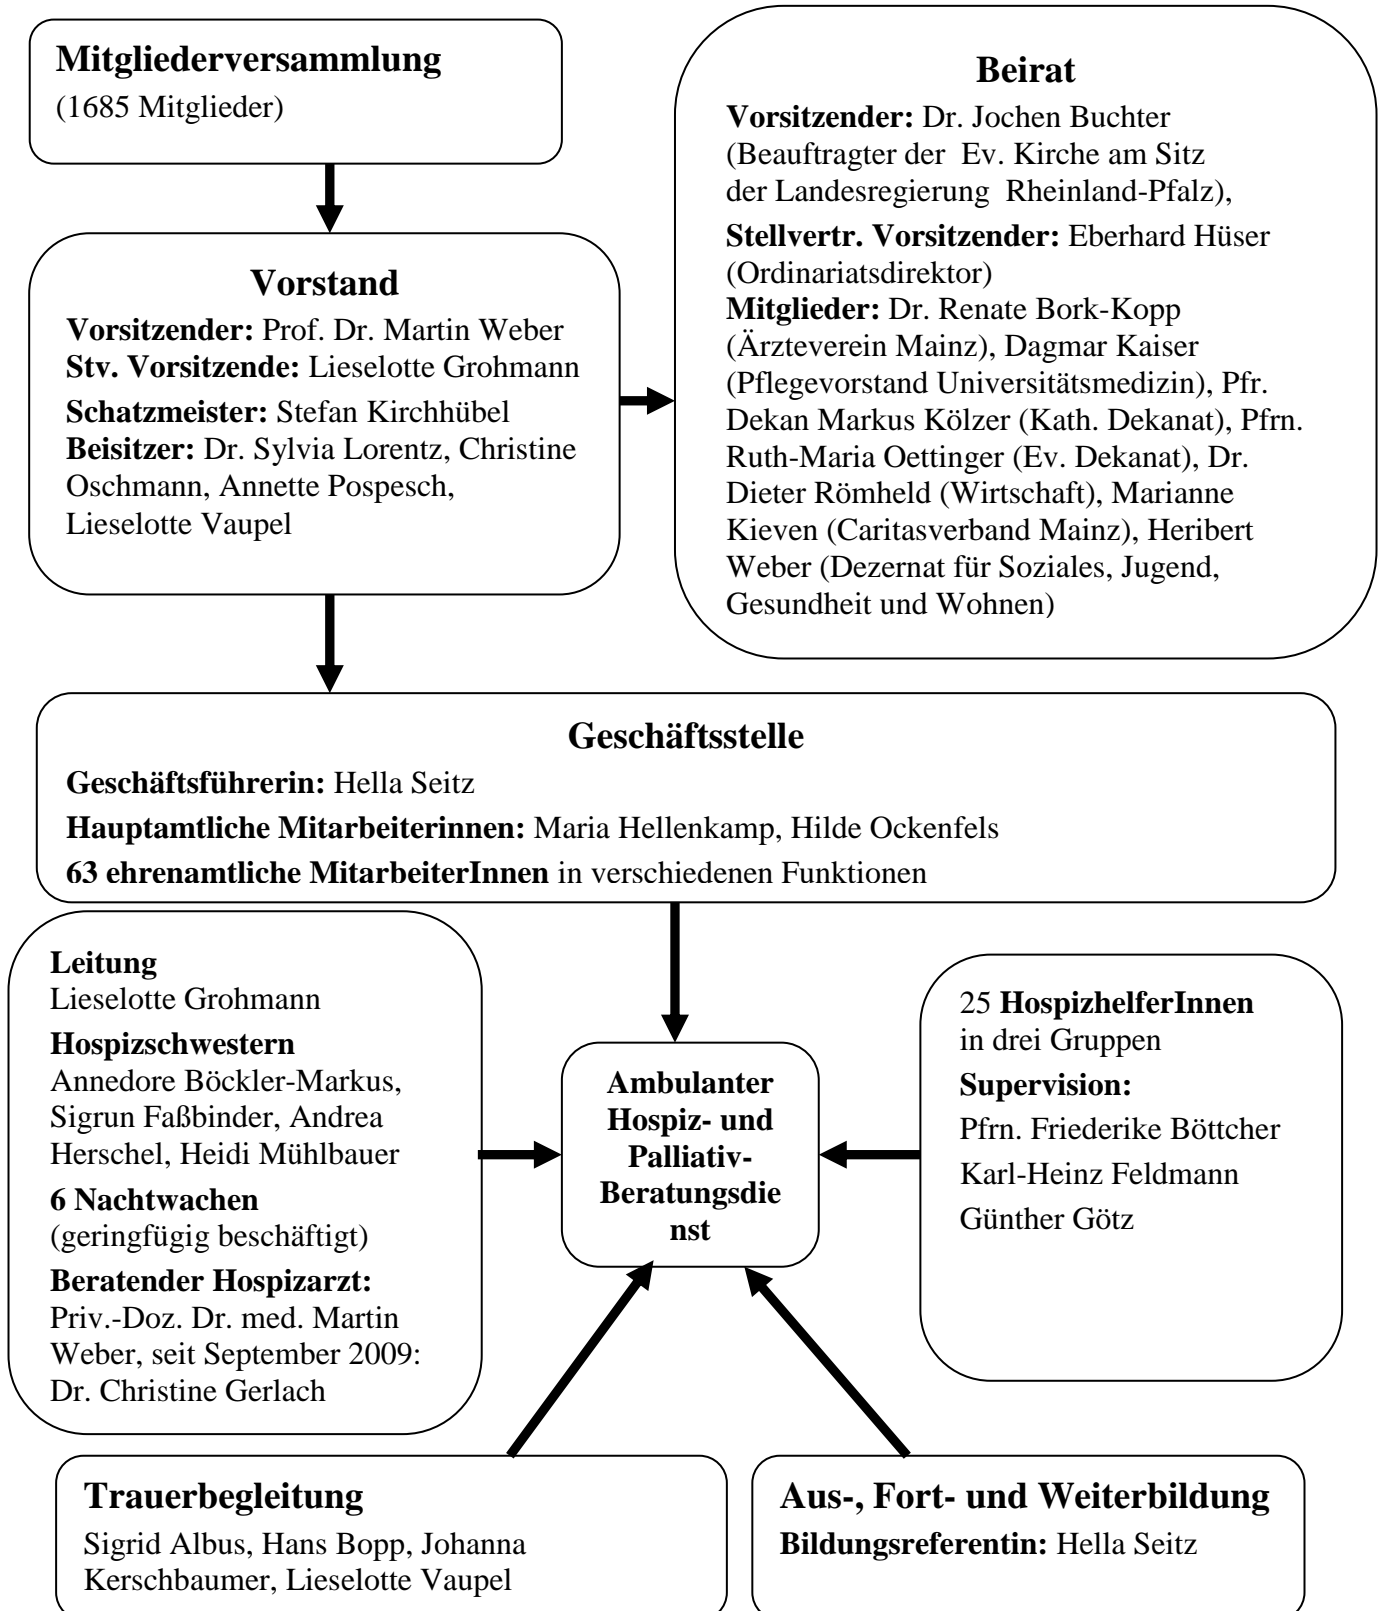 Mitgliederversammlung
(1685 Mitglieder)
Beirat
Vorsitzender: Dr. Jochen Buchter
(Beauftragter der Ev. Kirche am Sitz
der Landesregierung Rheinland-Pfalz),
Stellvertr. Vorsitzender: Eberhard Hüser
(Ordinariatsdirektor)
Mitglieder: Dr. Renate Bork-Kopp
(Ärzteverein Mainz), Dagmar Kaiser
(Pflegevorstand Universitätsmedizin), Pfr.
Dekan Markus Kölzer (Kath. Dekanat), Pfrn.
Ruth-Maria Oettinger (Ev. Dekanat), Dr.
Dieter Römheld (Wirtschaft), Marianne
Kieven (Caritasverband Mainz), Heribert
Weber (Dezernat für Soziales, Jugend,
Gesundheit und Wohnen)
Vorstand
Vorsitzender: Prof. Dr. Martin Weber
Stv. Vorsitzende: Lieselotte Grohmann
Schatzmeister: Stefan Kirchhübel
Beisitzer: Dr. Sylvia Lorentz, Christine
Oschmann, Annette Pospesch,
Lieselotte Vaupel
Geschäftsstelle
Geschäftsführerin: Hella Seitz
Hauptamtliche Mitarbeiterinnen: Maria Hellenkamp, Hilde Ockenfels
63 ehrenamtliche MitarbeiterInnen in verschiedenen Funktionen
Leitung
Lieselotte Grohmann
Hospizschwestern
Annedore Böckler-Markus,
Sigrun Faßbinder, Andrea
Herschel, Heidi Mühlbauer
6 Nachtwachen
(geringfügig beschäftigt)
Beratender Hospizarzt:
Priv.-Doz. Dr. med. Martin
Weber, seit September 2009:
Dr. Christine Gerlach
Ambulanter
Hospiz- und
Palliativ-
Beratungsdie
nst
25 HospizhelferInnen
in drei Gruppen
Supervision:
Pfrn. Friederike Böttcher
Karl-Heinz Feldmann
Günther Götz
Trauerbegleitung
Sigrid Albus, Hans Bopp, Johanna
Kerschbaumer, Lieselotte Vaupel
Aus-, Fort- und Weiterbildung
Bildungsreferentin: Hella Seitz